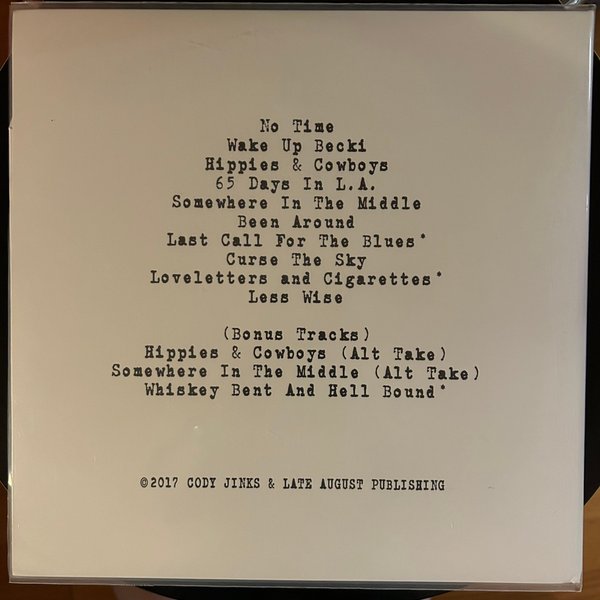 No Time
Wake Up Becki
Hippies & Cowboys
65 Days In L.A.
Somewhere In The Middle
Been Around
Last Call For The Blues*
Curse The Sky
Loveletters and Cigarettes*
Less Wise
(Bonus Tracks)
Hippies & Cowboys (Alt Take)
Somewhere In The Middle (Alt Take)
Whiskey Bent And Hell Bound*
©2017 CODY JINKS & LATE AUGUST PUBLISHING